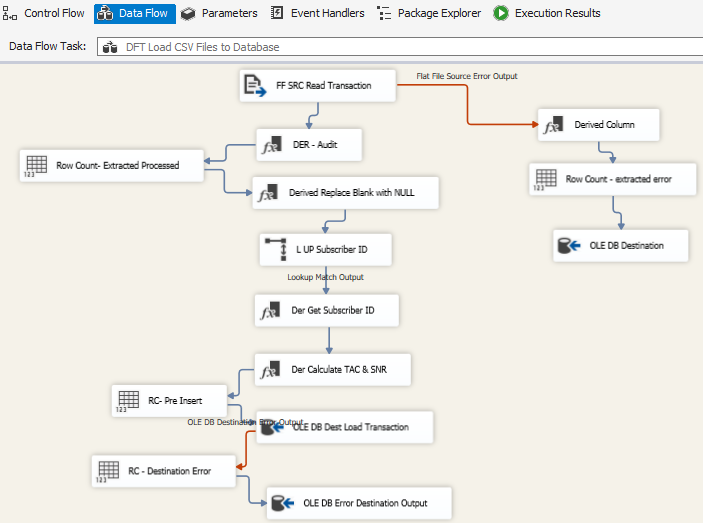 Control Flow Data Flow Parameters Event Handlers Package Explorer Execution Results
Data Flow Task: DFT Load CSV Files to Database
FF SRC Read Transaction
Flat File Source Error Output
Derived Column
DER - Audit
Row Count- Extracted Processed
Row Count - extracted error
Derived Replace Blank with NULL
L UP Subscriber ID
OLE DB Destination
Lookup Match Output
Der Get Subscriber ID
Der Calculate TAC & SNR
RC- Pre Insert
OLE DB Destination Error Output
OLE DB Dest Load Transaction
RC - Destination Error
OLE DB Error Destination Output